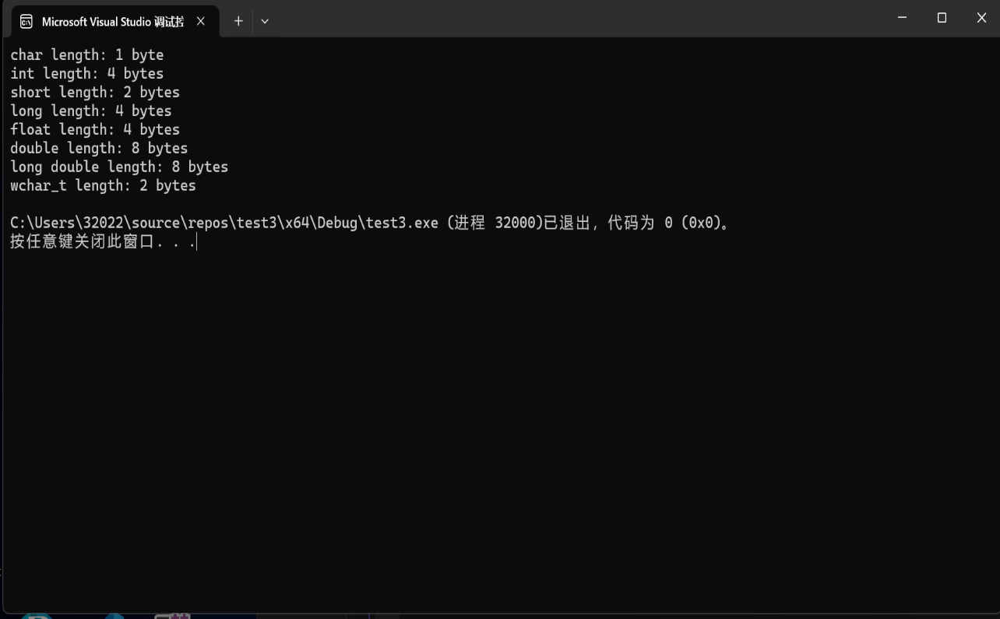 Microsoft Visual Studio 调试控
char length: 1 byte
int length: 4 bytes
short length: 2 bytes
long length: 4 bytes
float length: 4 bytes
double length: 8 bytes
long double length: 8 bytes
wchar_t length: 2 bytes
C:\Users\32022\source\repos\test3\x64\Debug\test3.exe (进程 32000)已退出，代码为 0 (0x0)。
按任意键关闭此窗口. . .